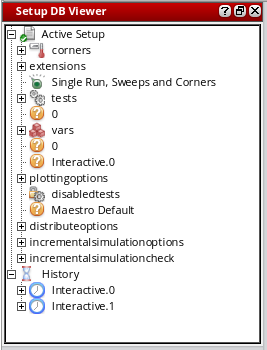 Setup DB Viewer
Active Setup
corners
extensions
Single Run, Sweeps and Corners
tests
0
vars
0
Interactive.0
plottingoptions
disabledtests
Maestro Default
distributeoptions
incrementalsimulationoptions
incrementalsimulationcheck
History
Interactive.0
Interactive.1